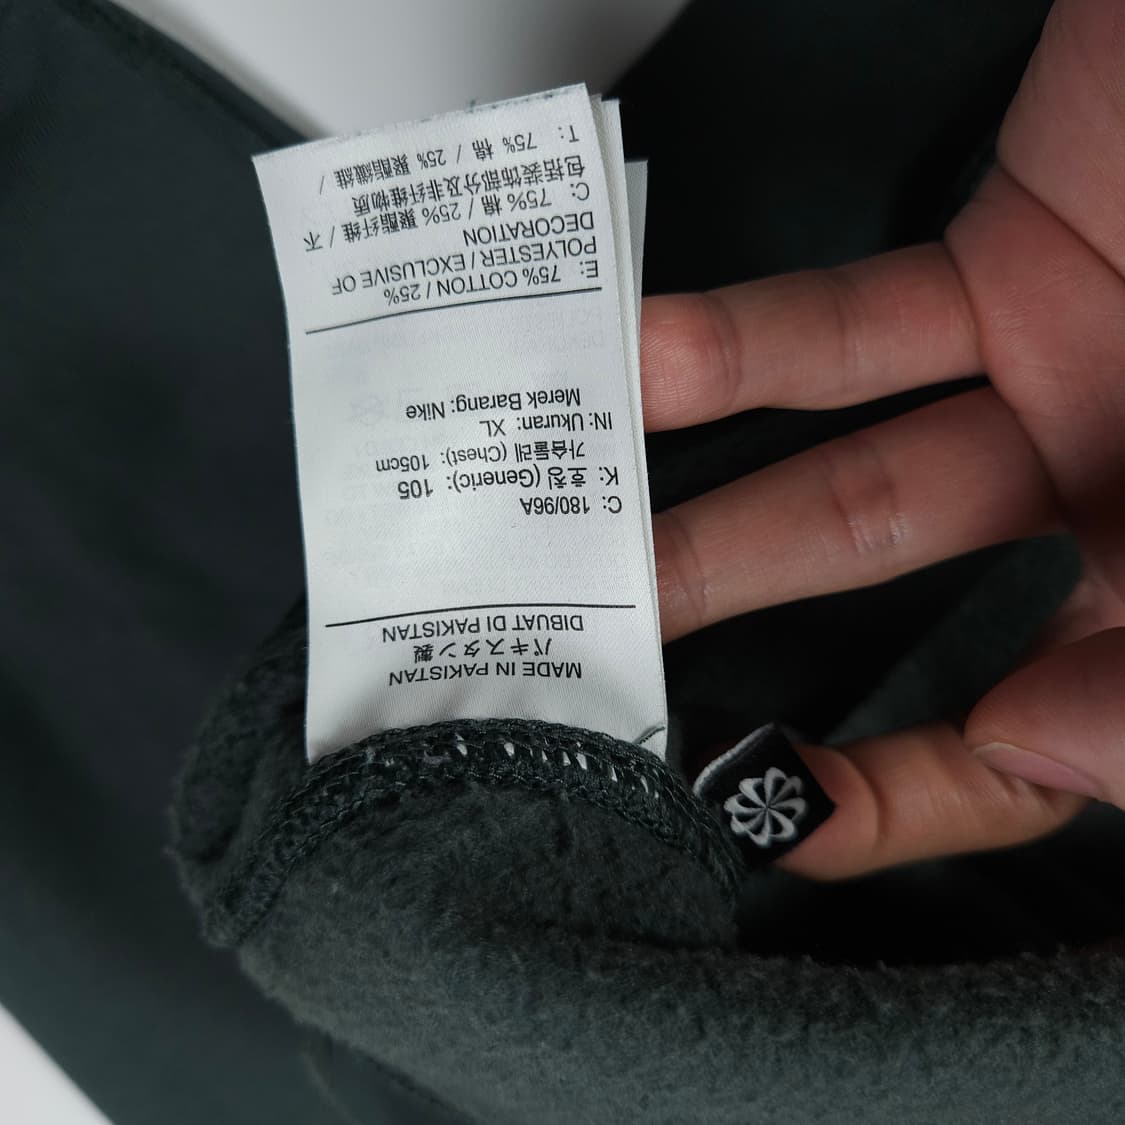 MADE IN PAKISTAN
パキスタン製
DIBUAT DI PAKISTAN
C: 180/96A
K: 호칭 (Generic): 105
가슴둘레 (Chest): 105cm
IN: Ukuran: XL
Merek Barang: Nike
E: 75% COTTON / 25%
POLYESTER / EXCLUSIVE OF
DECORATION
C: 75% 棉 / 25% 聚酯纤维 / 不
包括装饰部分及非纤维物质
T: 75% 棉 / 25% 聚酯纖維 /